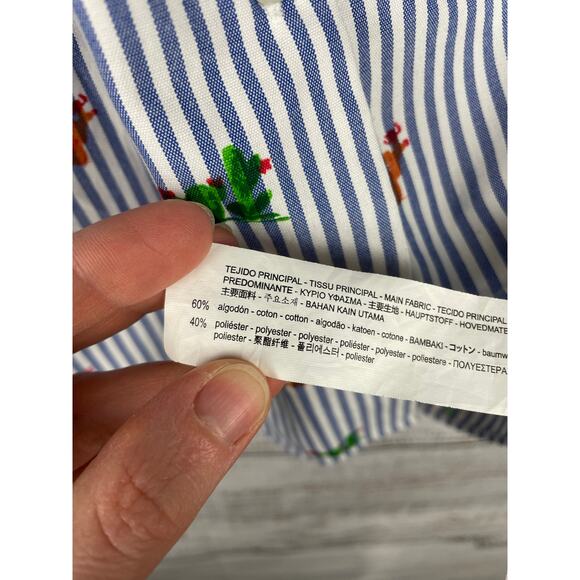 TEJIDO PRINCIPAL - TISSU PRINCIPAL - MAIN FABRIC - TECIDO PRINCIPAL
PREDOMINANTE - ΚΥΡΙΟ ΥΦΑΣΜΑ - 主要生地 - HAUPTSTOFF - HOVEDMATE
主要面料 - 주요소재 - BAHAN KAIN UTAMA
60% algodón - coton - cotton - algodão - katoen - cotone - ΒΑΜΒΑΚΙ - コットン - baumw
40% poliéster - polyester - polyester - poliéster - polyester - poliestere - ΠΟΛΥΕΣΤΕΡΑ
poliester - 聚酯纤维 - 폴리에스터 - poliester